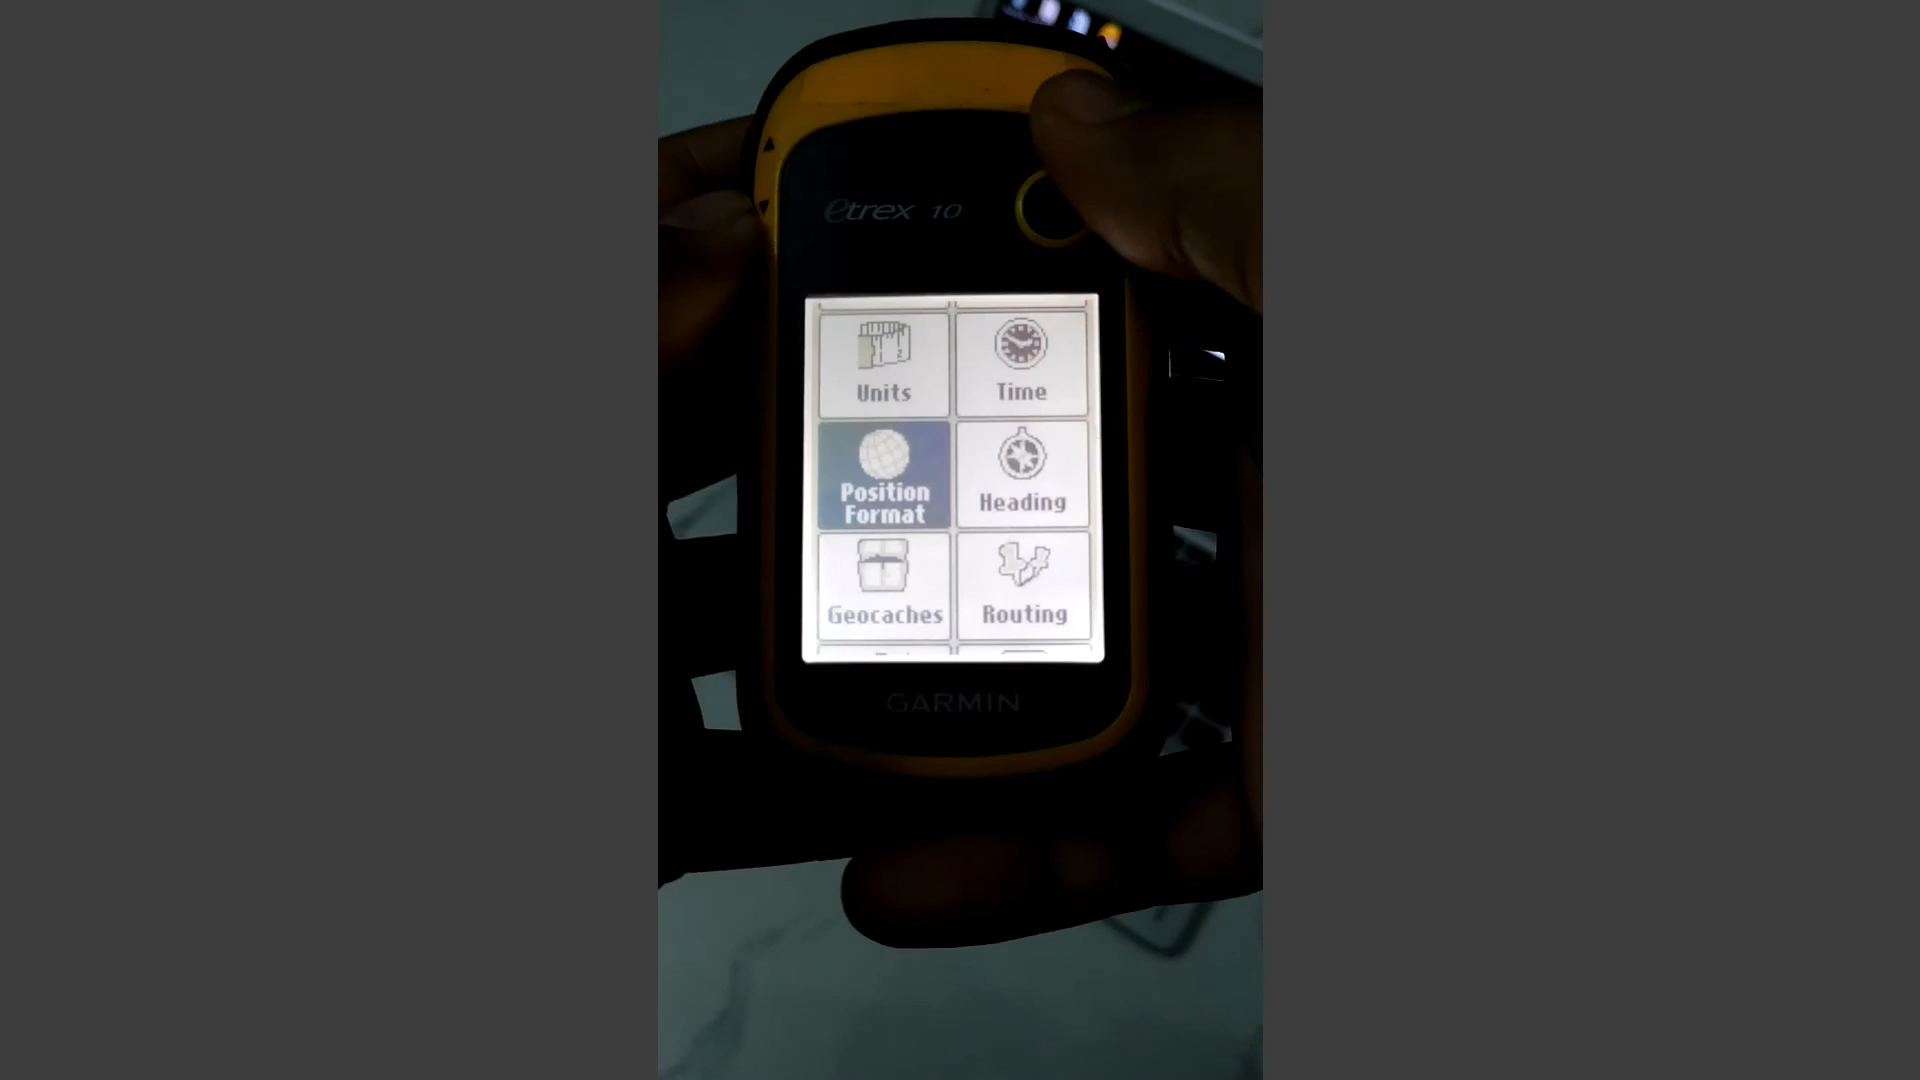 etrex 10
Units
Time
Position
Format
Heading
Geocaches
Routing
GARMIN